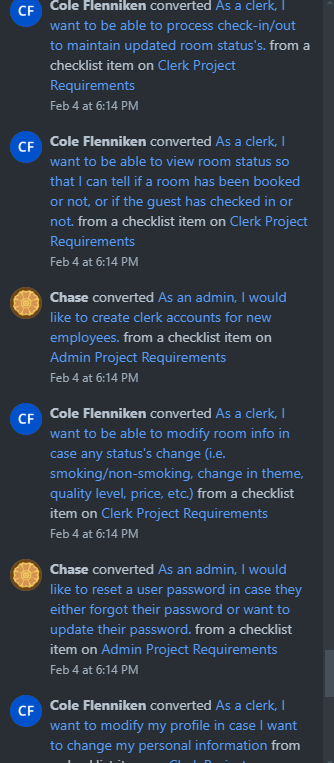 CF
Cole Flenniken converted As a clerk, I
want to be able to process check-in/out
to maintain updated room status's. from a
checklist item on Clerk Project
Requirements
Feb 4 at 6:14 PM
CF
Cole Flenniken converted As a clerk, I
want to be able to view room status so
that I can tell if a room has been booked
or not, or if the guest has checked in or
not. from a checklist item on Clerk Project
Requirements
Feb 4 at 6:14 PM
Chase converted As an admin, I would
like to create clerk accounts for new
employees. from a checklist item on
Admin Project Requirements
Feb 4 at 6:14 PM
CF
Cole Flenniken converted As a clerk, I
want to be able to modify room info in
case any status's change (i.e.
smoking/non-smoking, change in theme,
quality level, price, etc.) from a checklist
item on Clerk Project Requirements
Feb 4 at 6:14 PM
Chase converted As an admin, I would
like to reset a user password in case they
either forgot their password or want to
update their password. from a checklist
item on Admin Project Requirements
Feb 4 at 6:14 PM
CF
Cole Flenniken converted As a clerk, I
want to modify my profile in case I want
to change my personal information from
a checklist item on Clerk Project